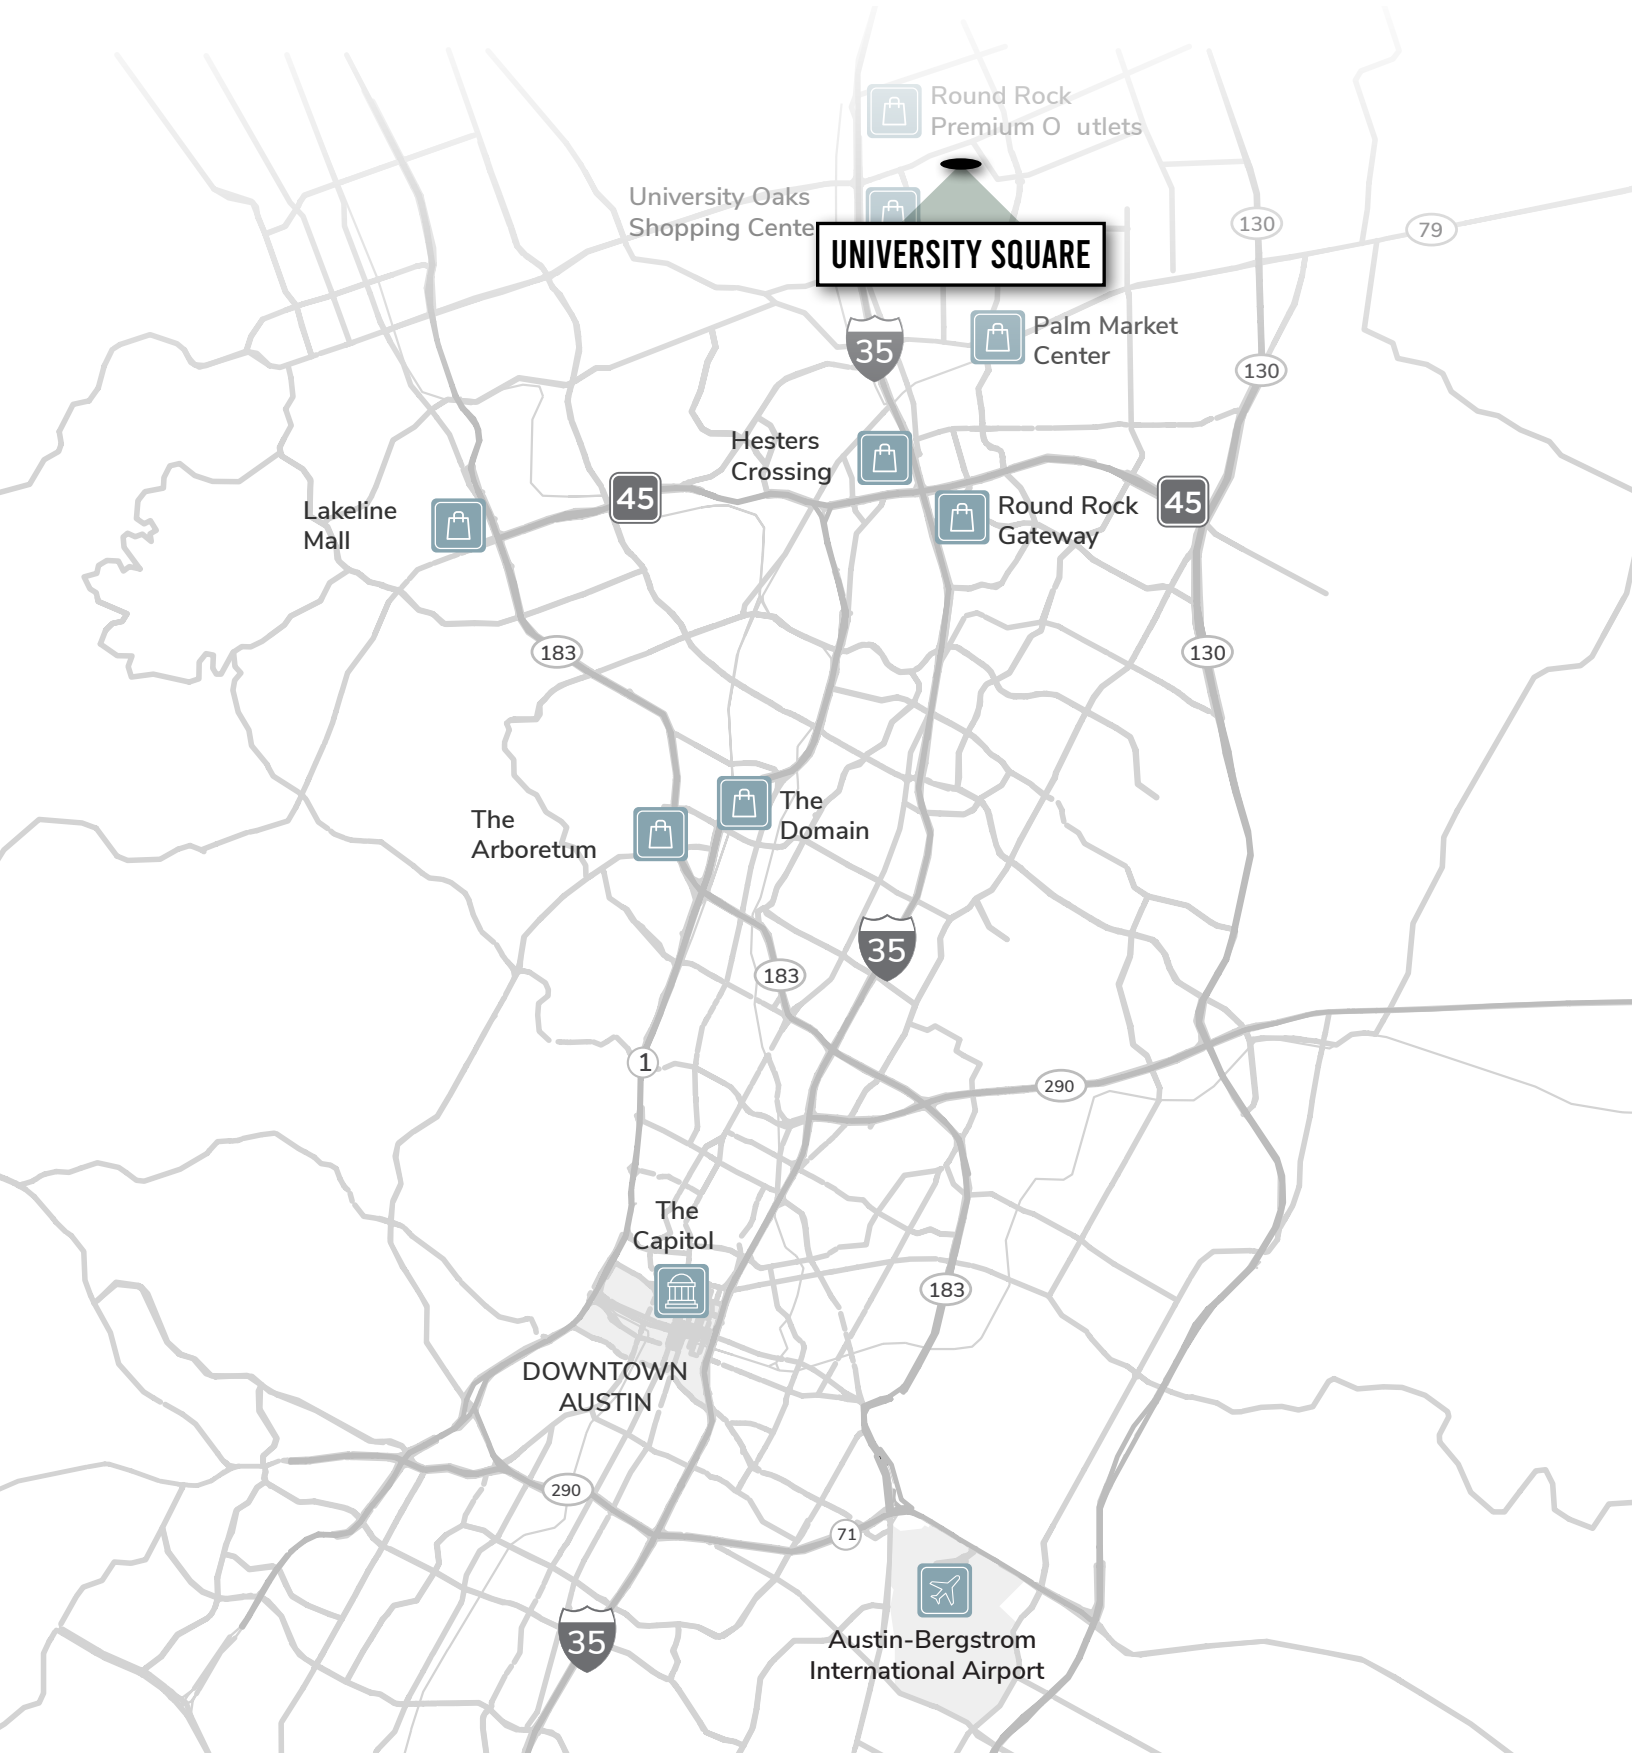 Round Rock
Premium O utlets
University Oaks
Shopping Cente
130
79
UNIVERSITY SQUARE
35
Palm Market
Center
130
Hesters
Crossing
45
45
Lakeline
Mall
Round Rock
Gateway
183
130
The
Domain
The
Arboretum
35
183
1
290
The
Capitol
183
DOWNTOWN
AUSTIN
290
71
35
Austin-Bergstrom
International Airport